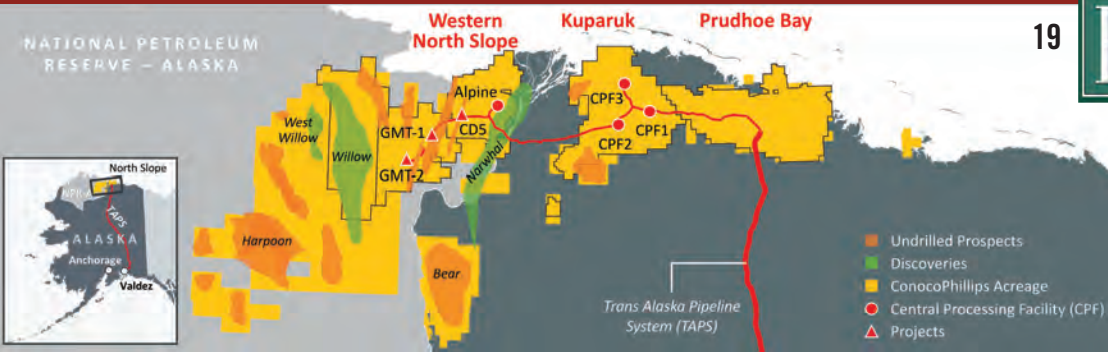 Western
North Slope
Kuparuk
Prudhoe Bay
19
NATIONAL PETROLEUM
RESERVE – ALASKA
Alpine
CPF3
West
Willow
Willow
GMT-1
CD5
CPF1
CPF2
GMT-2
Narwhal
North Slope
NPR-A
TAPS
ALASKA
Anchorage
Valdez
Harpoon
Bear
Trans Alaska Pipeline
System (TAPS)
Undrilled Prospects
Discoveries
ConocoPhillips Acreage
Central Processing Facility (CPF)
Projects